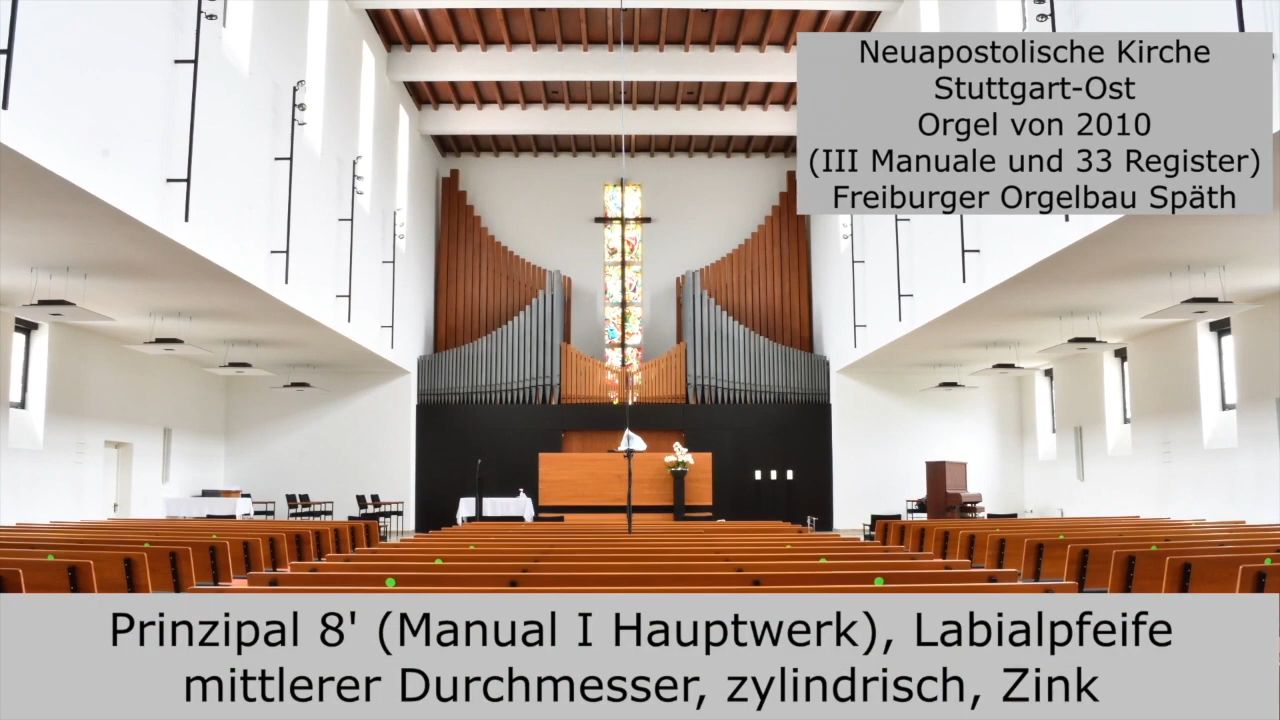 Neuapostolische Kirche
Stuttgart-Ost
Orgel von 2010
(III Manuale und 33 Register)
Freiburger Orgelbau Späth
Prinzipal 8' (Manual I Hauptwerk), Labialpfeife
mittlerer Durchmesser, zylindrisch, Zink